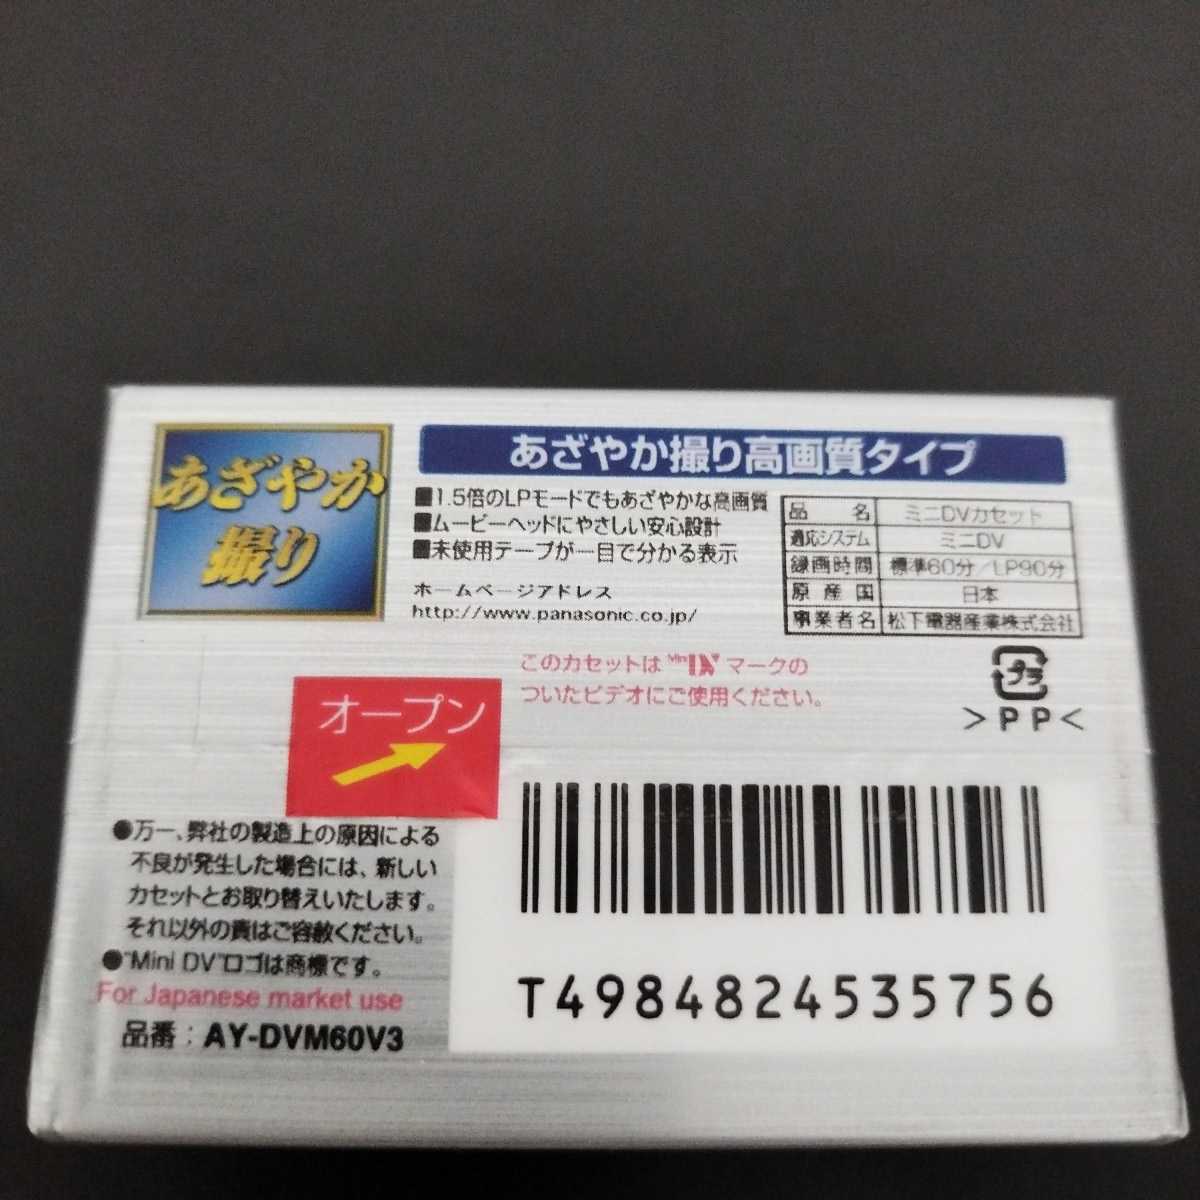 あざやか
撮り
あざやか撮り高画質タイプ
■1.5倍のLPモードでもあざやかな高画質
■ムービーヘッドにやさしい安心設計
■未使用テープが一目で分かる表示
ホームページアドレス
http://www.panasonic.co.jp/
品名 ミニDVカセット
適応システム ミニDV
録画時間 標準60分/LP90分
原産国 日本
事業者名 松下電器産業株式会社
このカセットは Mini DV マークの
ついたビデオにご使用ください。
プラ
>PP<
オープン
●万一、弊社の製造上の原因による
不良が発生した場合には、新しい
カセットとお取り替えいたします。
それ以外の責はご容赦ください。
●"Mini DV"ロゴは商標です。
For Japanese market use
品番：AY-DVM60V3
T4984824535756